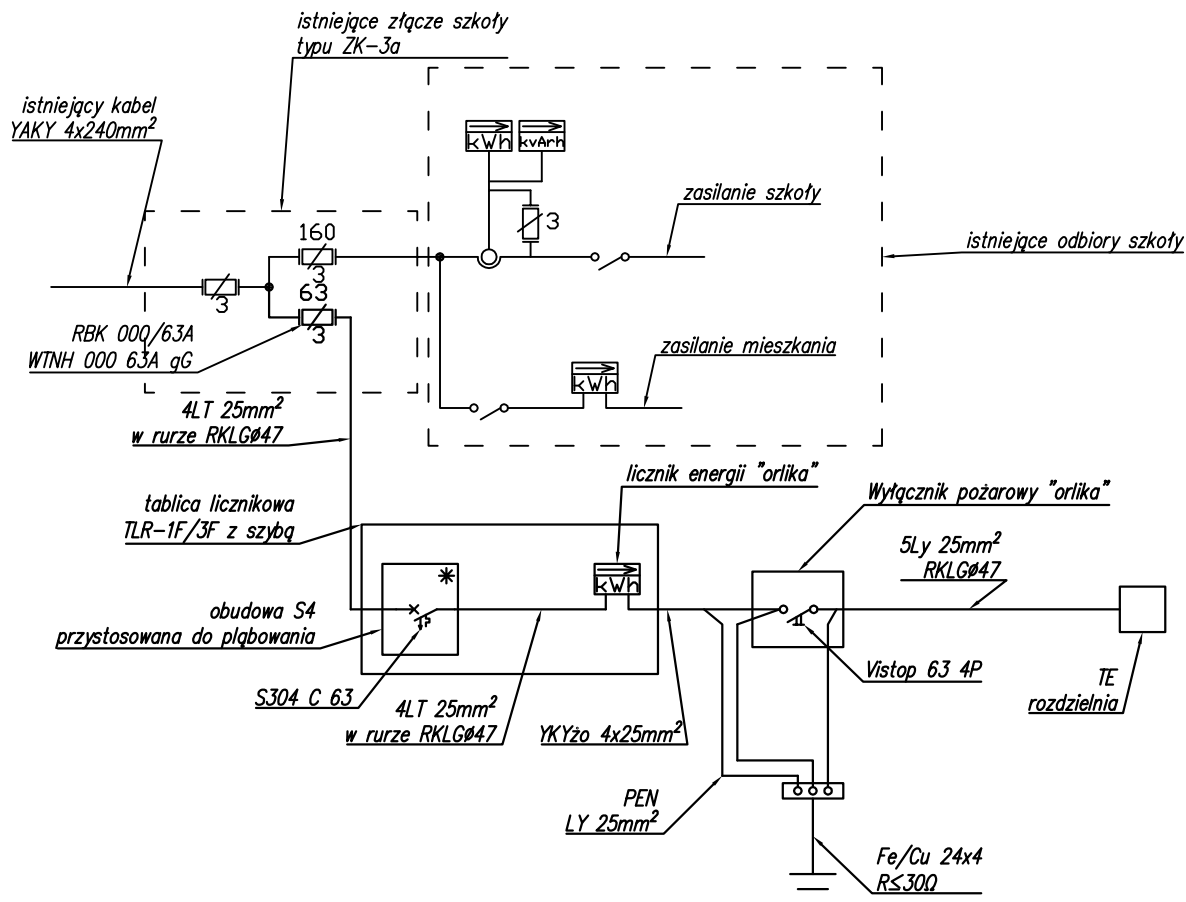 istniejące złącze szkoły
typu ZK-3a
istniejący kabel
YAKY 4x240mm²
kWh
kvArh
3
zasilanie szkoły
istniejące odbiory szkoły
160
3
3
63
3
RBK 000/63A
WTNH 000 63A gG
zasilanie mieszkania
kWh
4LT 25mm²
w rurze RKLGø47
licznik energii "orlika"
tablica licznikowa
TLR-1F/3F z szybą
Wyłącznik pożarowy "orlika"
5Ly 25mm²
RKLGø47
kWh
obudowa S4
przystosowana do pląbowania
S304 C 63
4LT 25mm²
w rurze RKLGø47
YKYżo 4x25mm²
Vistop 63 4P
TE
rozdzielnia
PEN
LY 25mm²
Fe/Cu 24x4
R≤30Ω